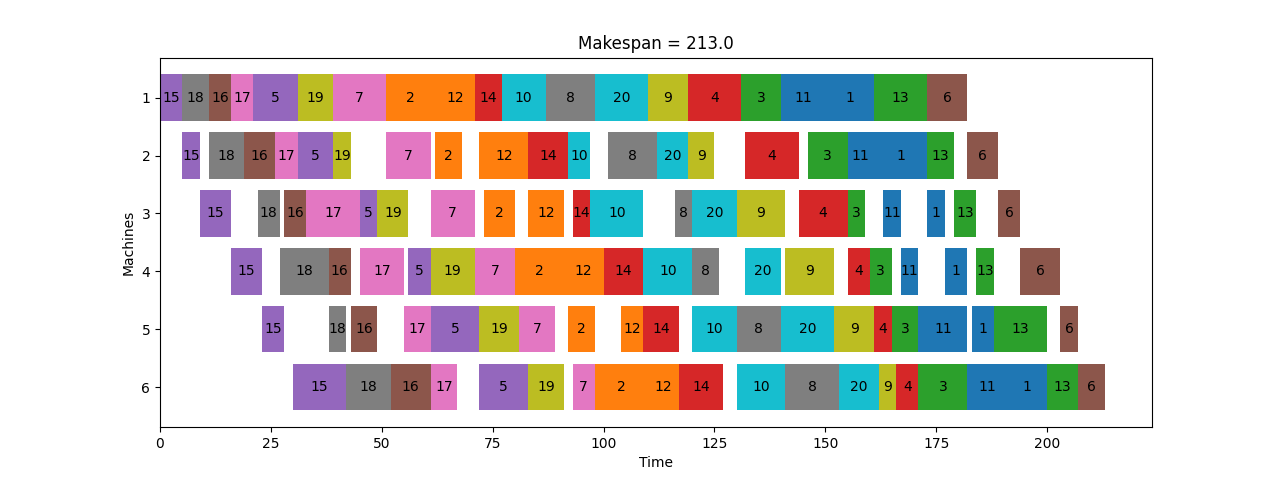 Makespan = 213.0
Machines
1 15 18 16 17 5 19 7 2 12 14 10 8 20 9 4 3 11 1 13 6
2 15 18 16 17 5 19 7 2 12 14 10 8 20 9 4 3 11 1 13 6
3 15 18 16 17 5 19 7 2 12 14 10 8 20 9 4 3 11 1 13 6
4 15 18 16 17 5 19 7 2 12 14 10 8 20 9 4 3 11 1 13 6
5 15 18 16 17 5 19 7 2 12 14 10 8 20 9 4 3 11 1 13 6
6 15 18 16 17 5 19 7 2 12 14 10 8 20 9 4 3 11 1 13 6
0 25 50 75 100 125 150 175 200
Time